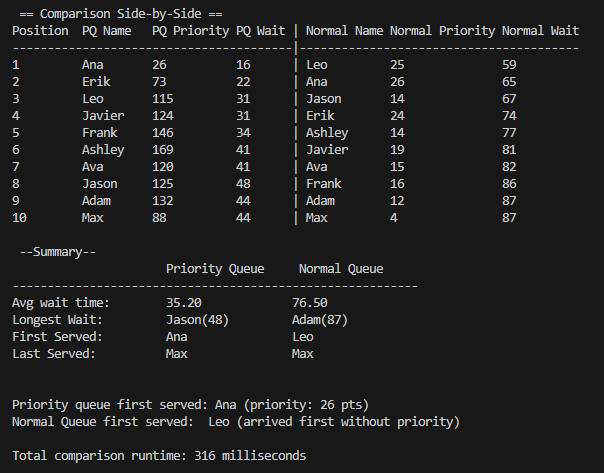 == Comparison Side-by-Side ==
Position  PQ Name   PQ Priority PQ Wait | Normal Name Normal Priority Normal Wait
----------------------------------------|----------------------------------------
1         Ana       26          16      | Leo         25              59
2         Erik      73          22      | Ana         26              65
3         Leo       115         31      | Jason       14              67
4         Javier    124         31      | Erik        24              74
5         Frank     146         34      | Ashley      14              77
6         Ashley    169         41      | Javier      19              81
7         Ava       120         41      | Ava         15              82
8         Jason     125         48      | Frank       16              86
9         Adam      132         44      | Adam        12              87
10        Max       88          44      | Max         4               87
--Summary--
                      Priority Queue     Normal Queue
----------------------------------------------------------
Avg wait time:        35.20             76.50
Longest Wait:         Jason(48)         Adam(87)
First Served:         Ana               Leo
Last Served:          Max               Max
Priority queue first served: Ana (priority: 26 pts)
Normal Queue first served:  Leo (arrived first without priority)
Total comparison runtime: 316 milliseconds